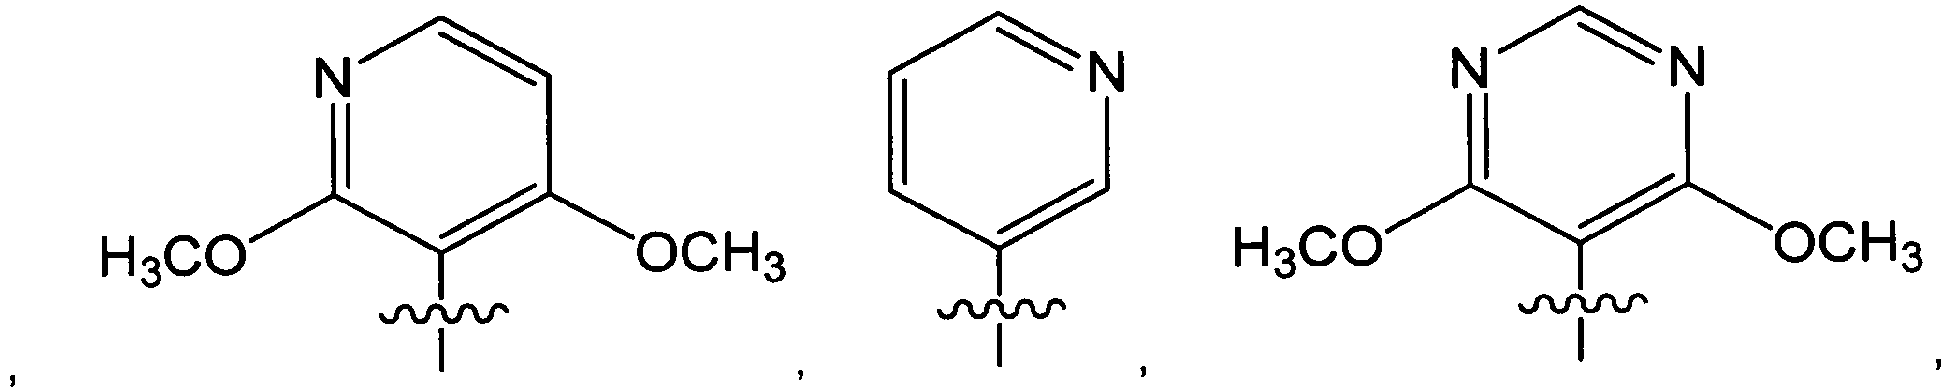 N N N N
H3CO OCH3 H3CO OCH3
, , , ,